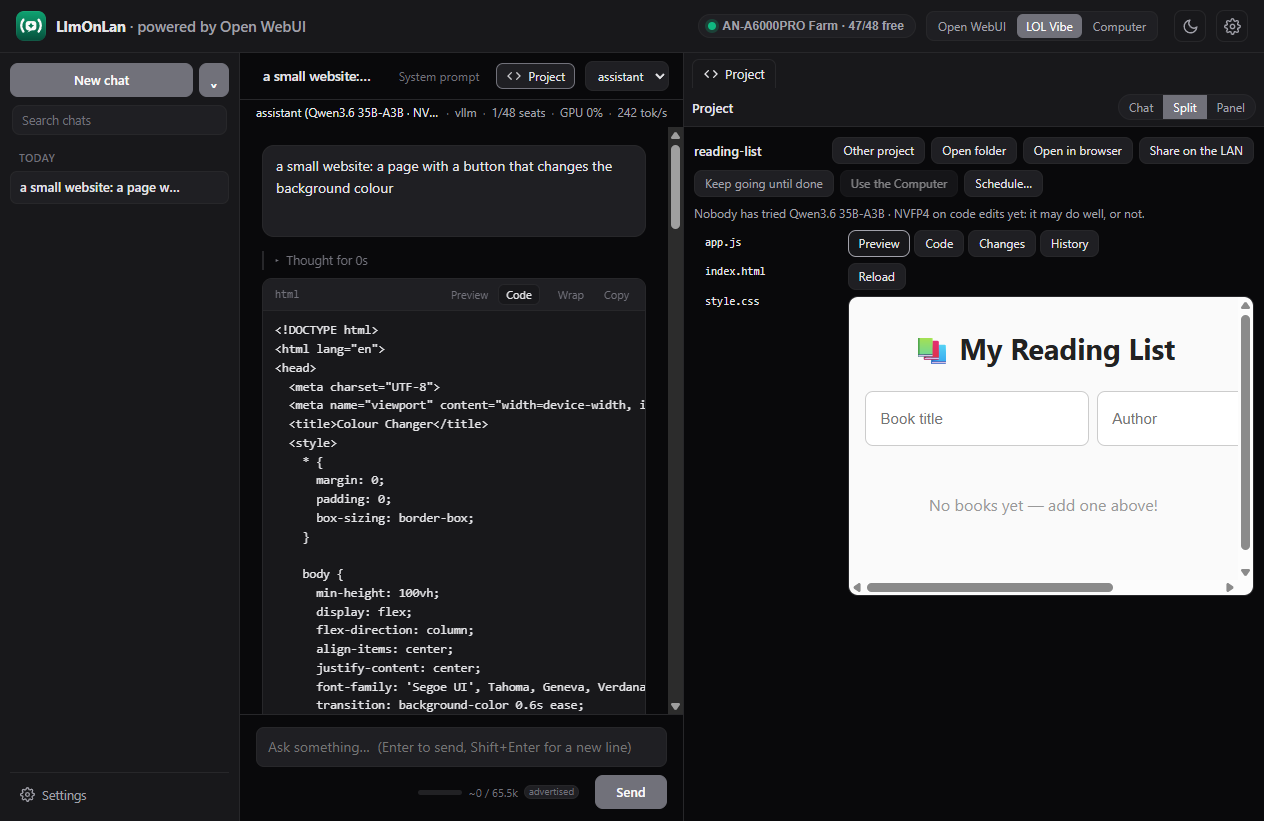 LlmOnLan · powered by Open WebUI
AN-A6000PRO Farm · 47/48 free
Open WebUI
LOL Vibe
Computer
New chat
Search chats
TODAY
a small website: a page w...
Settings
a small website:...
System prompt
<> Project
assistant
assistant (Qwen3.6 35B-A3B · NV... · vllm · 1/48 seats · GPU 0% · 242 tok/s
a small website: a page with a button that changes the
background colour
Thought for 0s
html
Preview
Code
Wrap
Copy
<!DOCTYPE html>
<html lang="en">
<head>
<meta charset="UTF-8">
<meta name="viewport" content="width=device-width, i
<title>Colour Changer</title>
<style>
* {
margin: 0;
padding: 0;
box-sizing: border-box;
}
body {
min-height: 100vh;
display: flex;
flex-direction: column;
align-items: center;
justify-content: center;
font-family: 'Segoe UI', Tahoma, Geneva, Verdana
transition: background-color 0.6s ease;
Ask something... (Enter to send, Shift+Enter for a new line)
~0 / 65.5k
advertised
Send
<> Project
Project
Chat
Split
Panel
reading-list
Other project
Open folder
Open in browser
Share on the LAN
Keep going until done
Use the Computer
Schedule...
Nobody has tried Qwen3.6 35B-A3B · NVFP4 on code edits yet: it may do well, or not.
app.js
index.html
style.css
Preview
Code
Changes
History
Reload
📚 My Reading List
Book title
Author
No books yet — add one above!